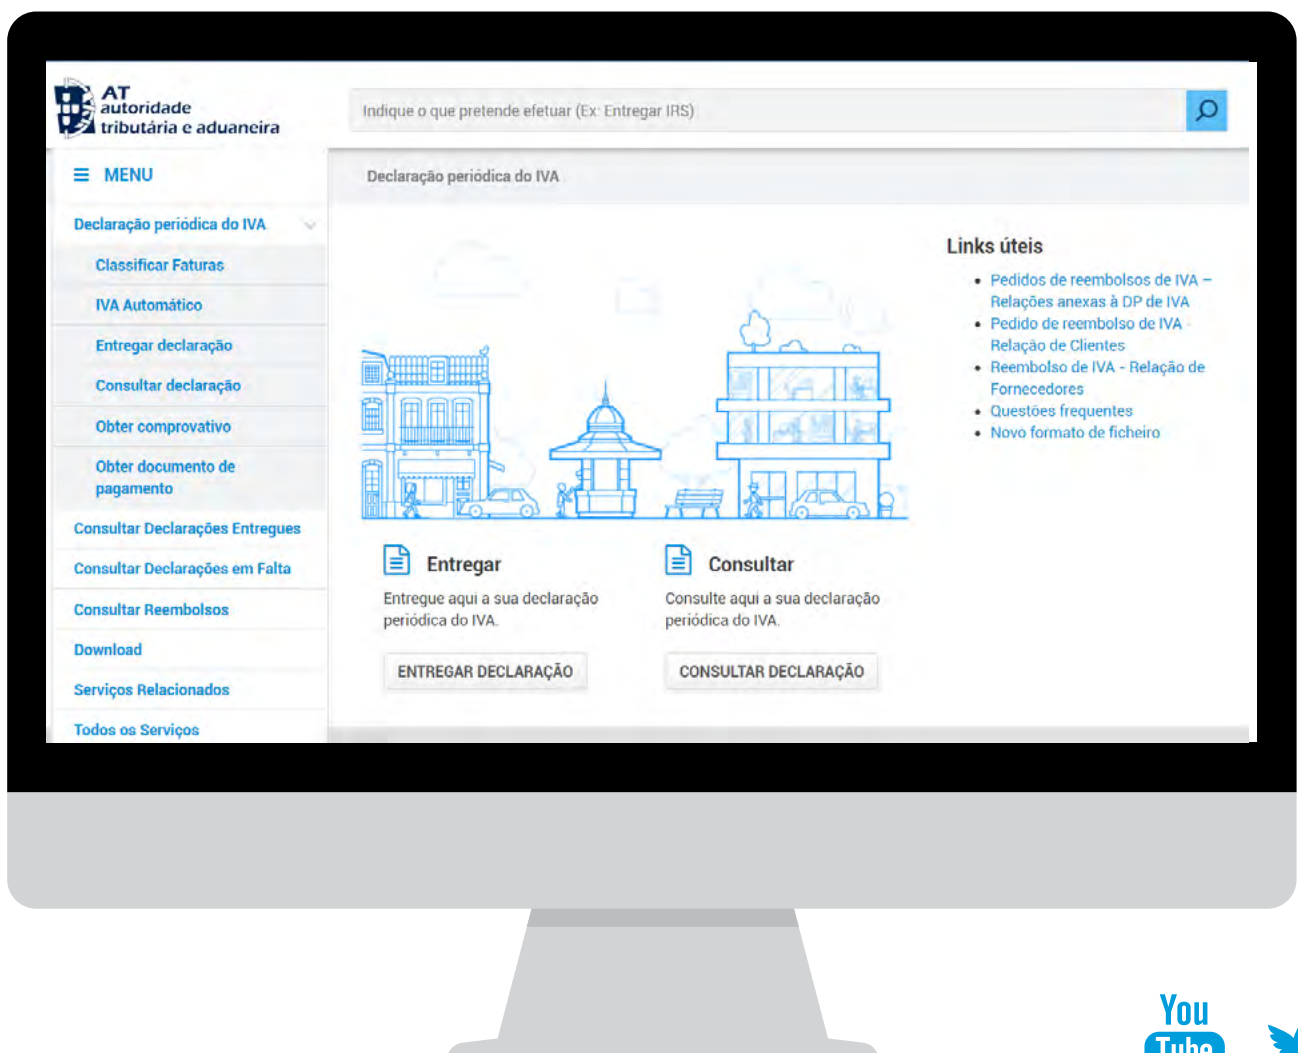 AT
autoridade
tributária e aduaneira
Indique o que pretende efetuar (Ex: Entregar IRS)
MENU
Declaração periódica do IVA
Declaração periódica do IVA
Classificar Faturas
IVA Automático
Entregar declaração
Consultar declaração
Obter comprovativo
Obter documento de
pagamento
Consultar Declarações Entregues
Consultar Declarações em Falta
Consultar Reembolsos
Download
Serviços Relacionados
Todos os Serviços
Entregar
Entregue aqui a sua declaração
periódica do IVA.
ENTREGAR DECLARAÇÃO
Consultar
Consulte aqui a sua declaração
periódica do IVA.
CONSULTAR DECLARAÇÃO
Links úteis
Pedidos de reembolsos de IVA –
Relações anexas à DP de IVA
Pedido de reembolso de IVA -
Relação de Clientes
Reembolso de IVA - Relação de
Fornecedores
Questões frequentes
Novo formato de ficheiro
You
Tube